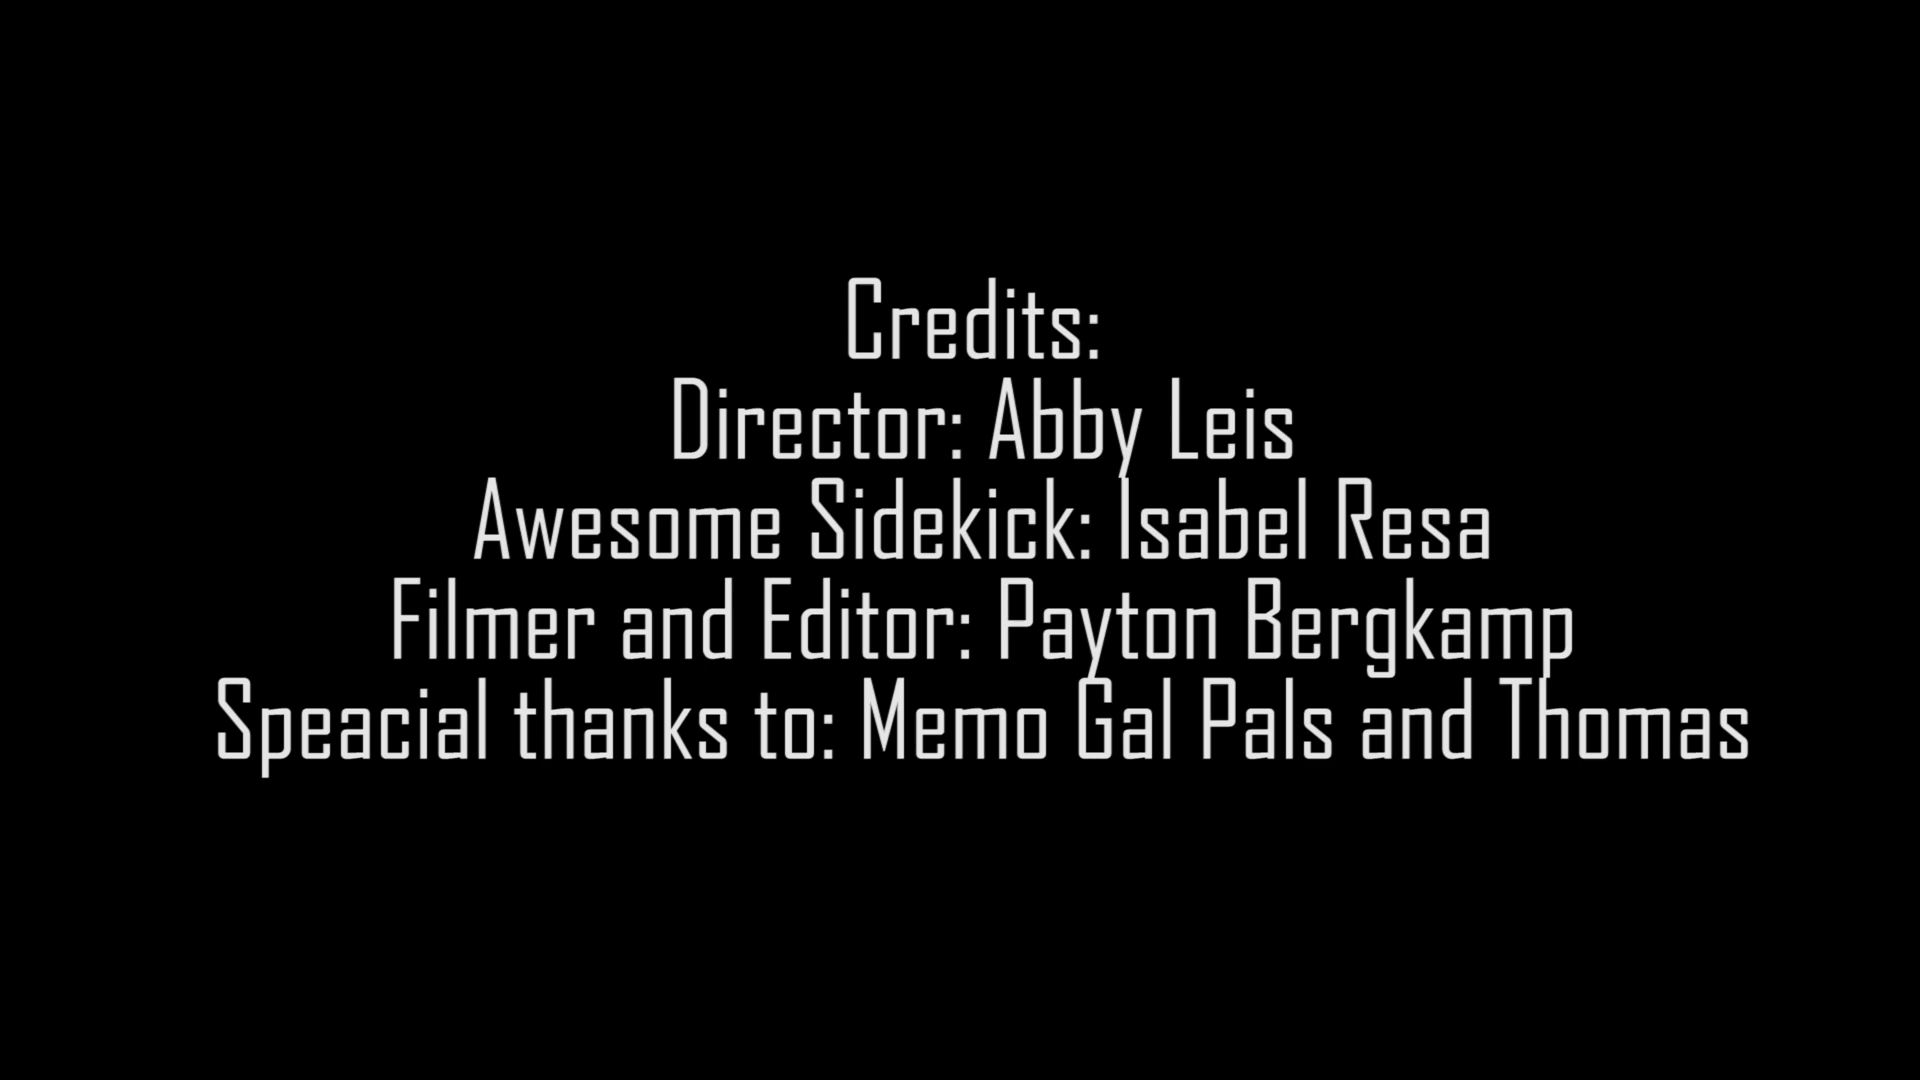 Credits:
Director: Abby Leis
Awesome Sidekick: Isabel Resa
Filmer and Editor: Payton Bergkamp
Speacial thanks to: Memo Gal Pals and Thomas